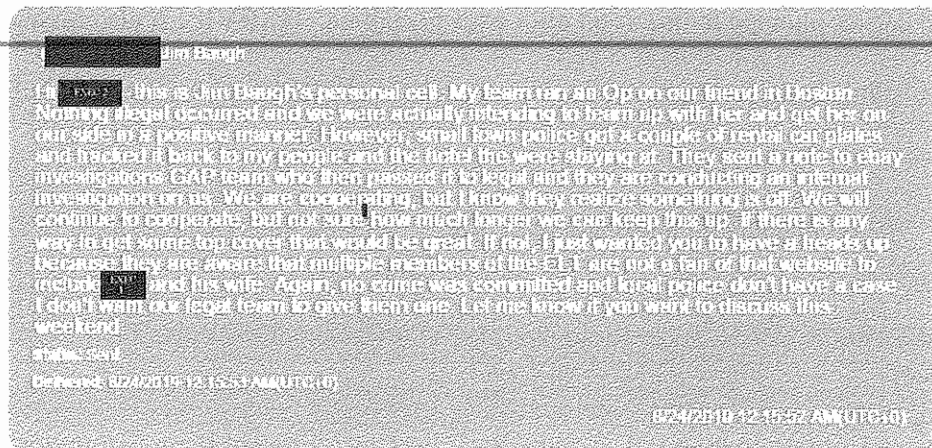 Jim Baugh
Hi EXEC 2, this is Jim Baugh's personal cell. My team ran an Op on our friend in Boston.
Nothing illegal occurred and we were actually intending to team up with her and get her on
our side in a positive manner. However, small town police got a couple of rental car plates
and tracked it back to my people and the hotel the were staying at. They sent a note to ebay
investigations GAP team who then passed it to legal and they are conducting an internal
investigation on us. We are cooperating, but I know they realize something is off. We will
continue to cooperate, but not sure how much longer we can keep this up. If there is any
way to get some top cover that would be great. If not, I just wanted you to have a heads up
because they are aware that multiple members of the ELT are not a fan of that website to
include EXEC 1 and his wife. Again, no crime was committed and local police don't have a case.
I don't want our legal team to give them one. Let me know if you want to discuss this
weekend.
Status: Sent
Delivered: 8/24/2019 12:15:53 AM(UTC+0)
8/24/2019 12:15:52 AM(UTC+0)